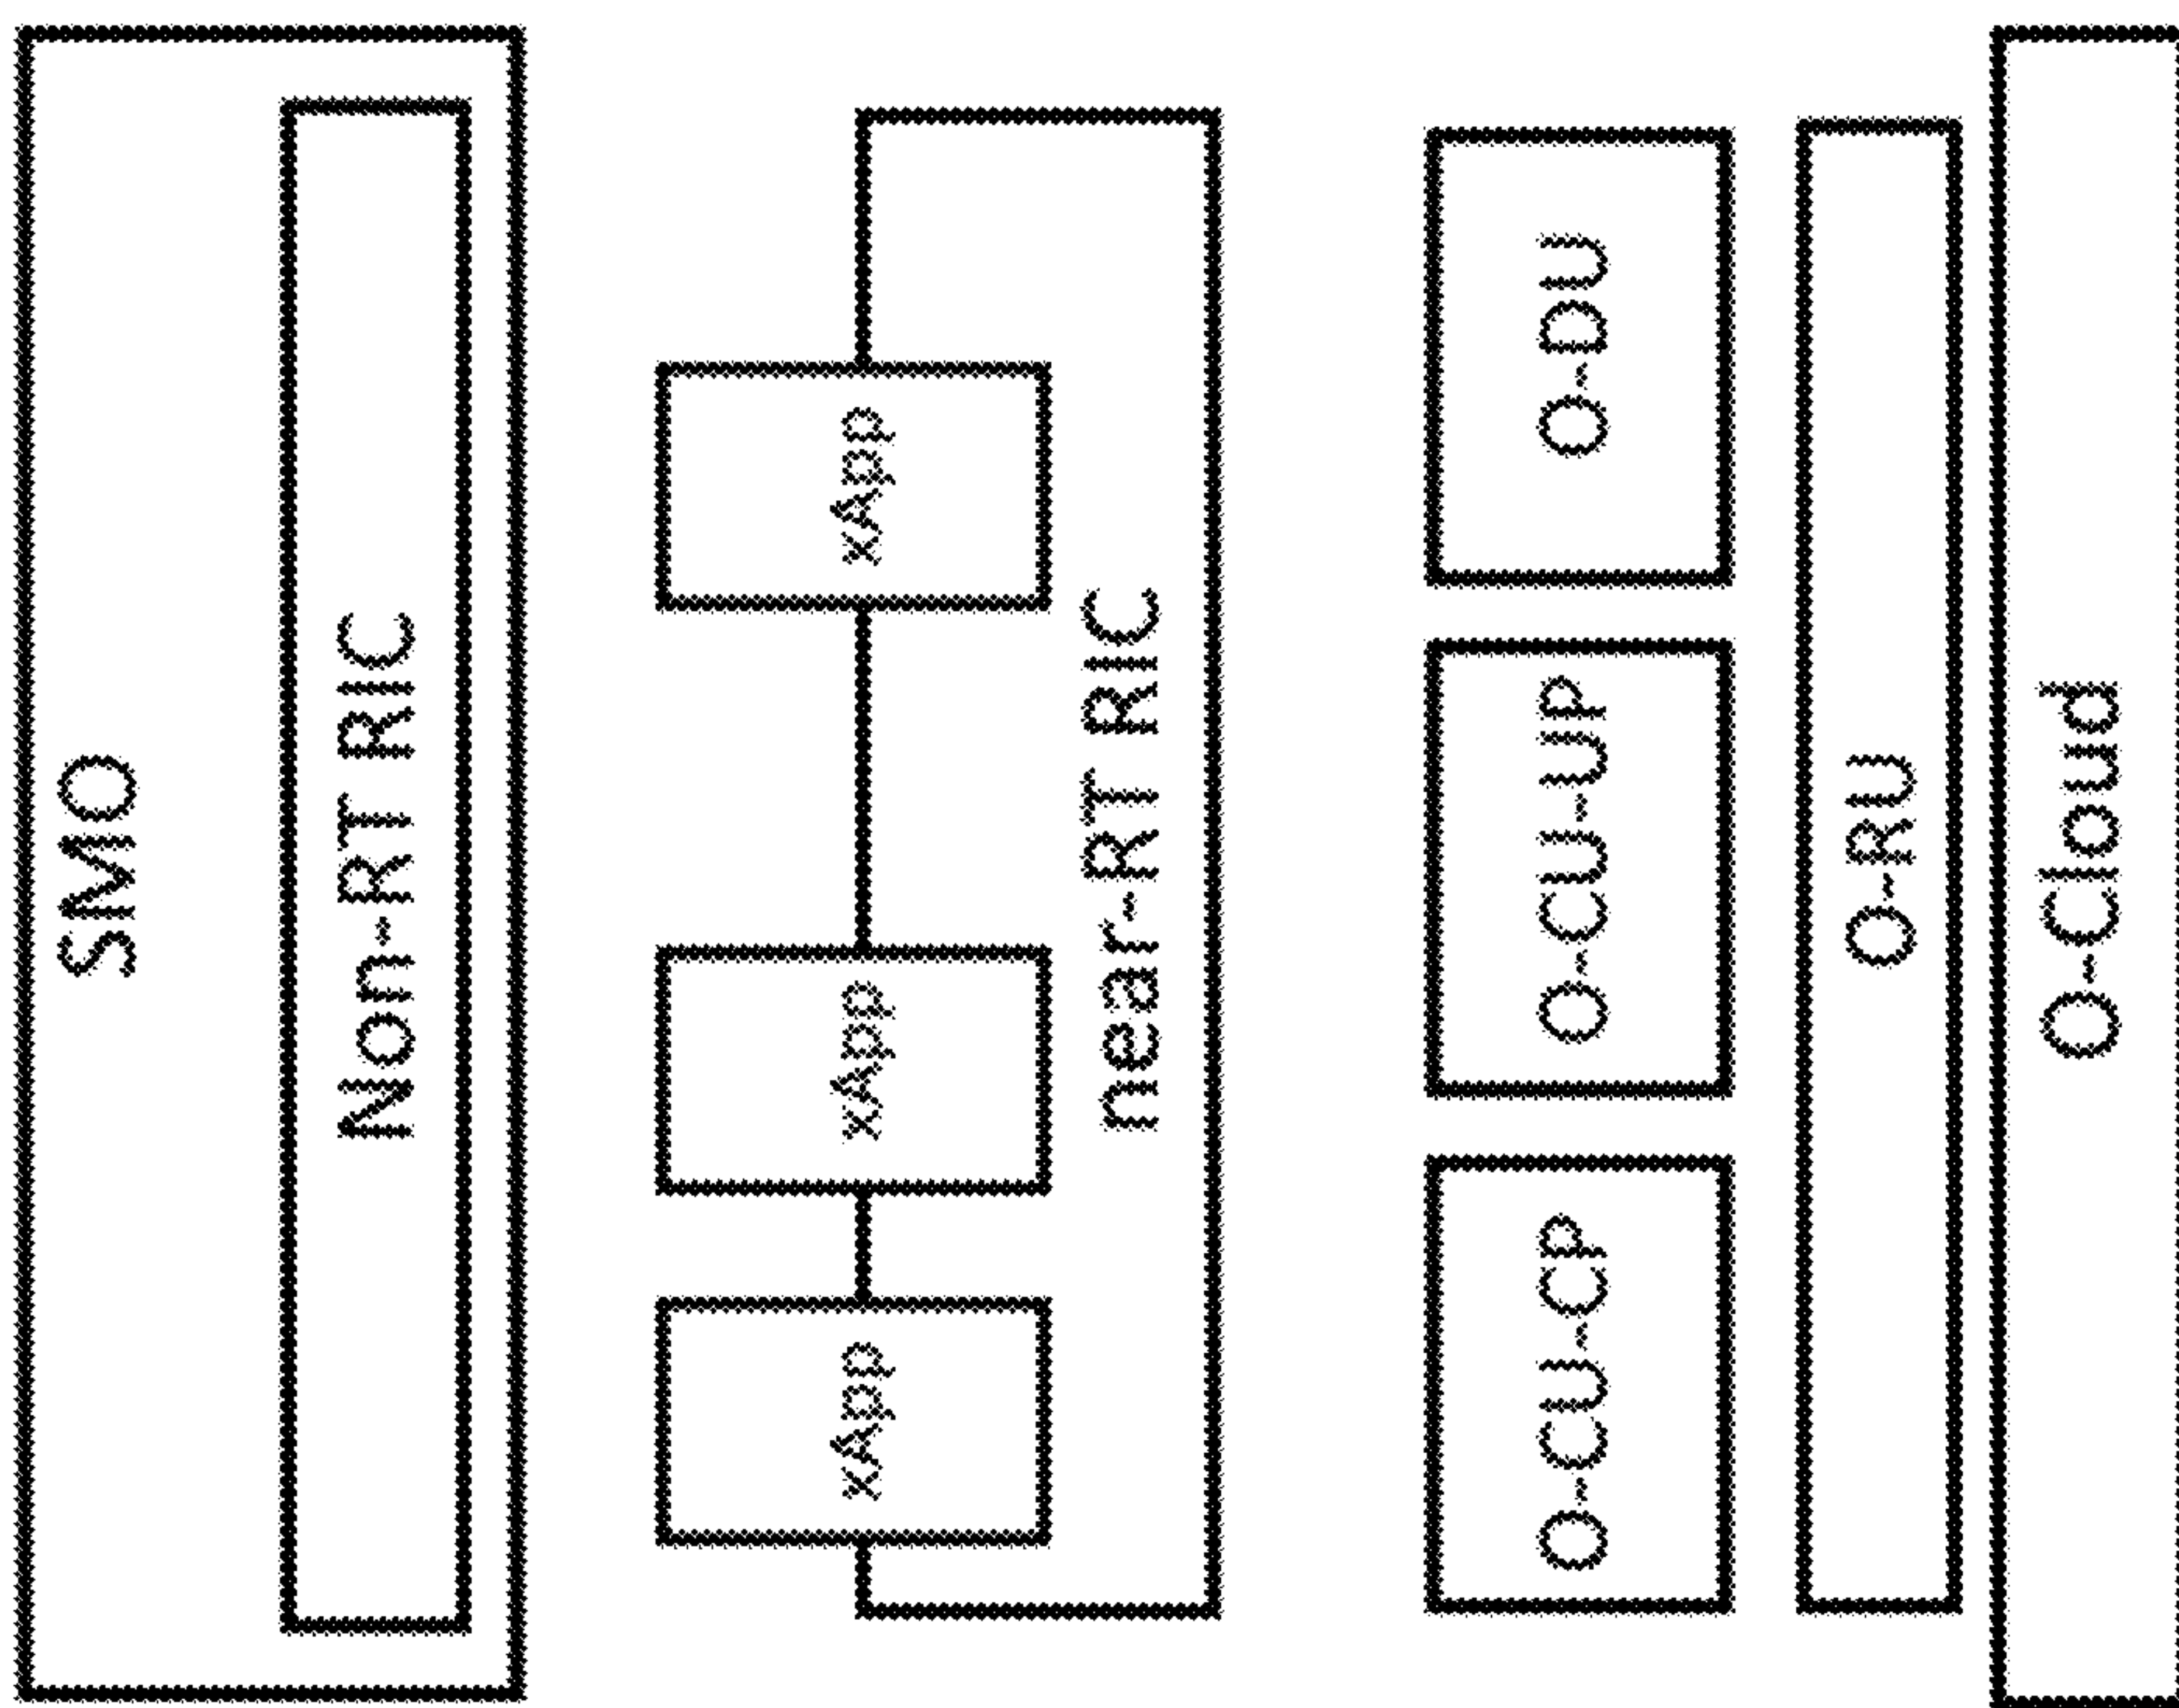 SMO
Non-RT RIC
xApp
xApp
xApp
near-RT RIC
O-CU-CP
O-CU-UP
O-DU
O-RU
O-Cloud